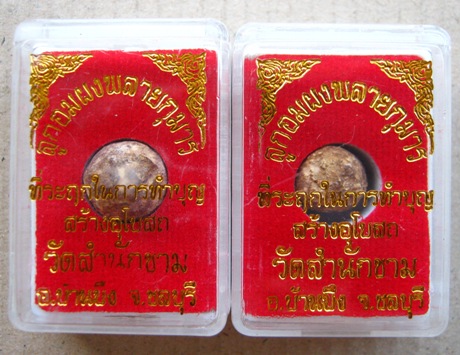 ลูกอมผงพลายกุมาร
ที่ระฤกในการทำบุญ
สร้างอุโบสถ
วัดสำนักขาม
อ.บ้านบึง จ.ชลบุรี
ลูกอมผงพลายกุมาร
ที่ระฤกในการทำบุญ
สร้างอุโบสถ
วัดสำนักขาม
อ.บ้านบึง จ.ชลบุรี